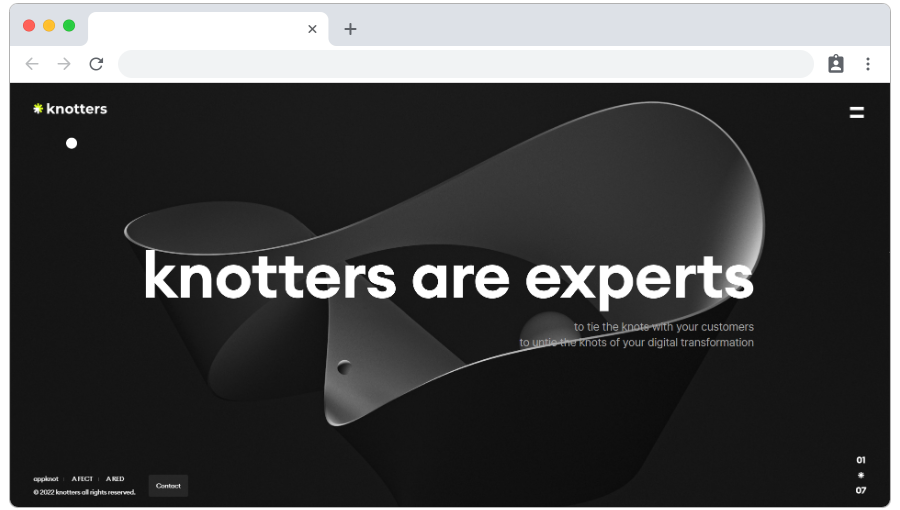 knotters
knotters are experts
to tie the knots with your customers
to untie the knots of your digital transformation
appknot | AFECT | A RED
© 2022 knotters all rights reserved.
Contact
01
07